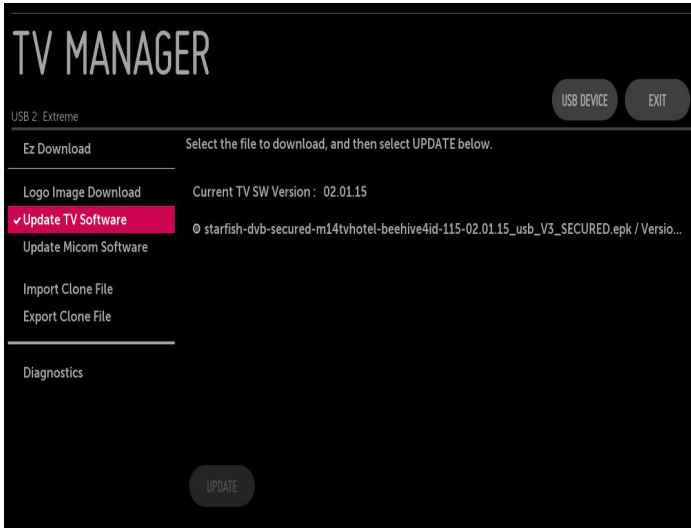 TV MANAGER
USB DEVICE
EXIT
USB 2: Extreme
Ez Download
Select the file to download, and then select UPDATE below.
Logo Image Download
Current TV SW Version : 02.01.15
✓Update TV Software
starfish-dvb-secured-m14tvhotel-beehive4id-115-02.01.15_usb_V3_SECURED.epk / Versio...
Update Micom Software
Import Clone File
Export Clone File
Diagnostics
UPDATE